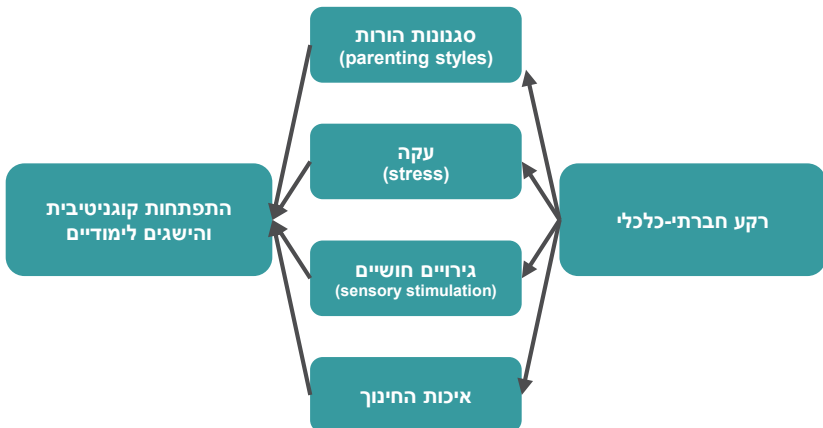 סגנונות הורות
(parenting styles)
עקה
(stress)
רקע חברתי-כלכלי
התפתחות קוגניטיבית
והישגים לימודיים
גירויים חושיים
(sensory stimulation)
איכות החינוך